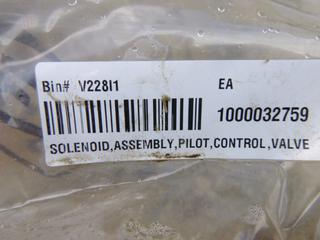 Bin# V228I1 EA
1000032759
SOLENOID,ASSEMBLY,PILOT,CONTROL,VALVE